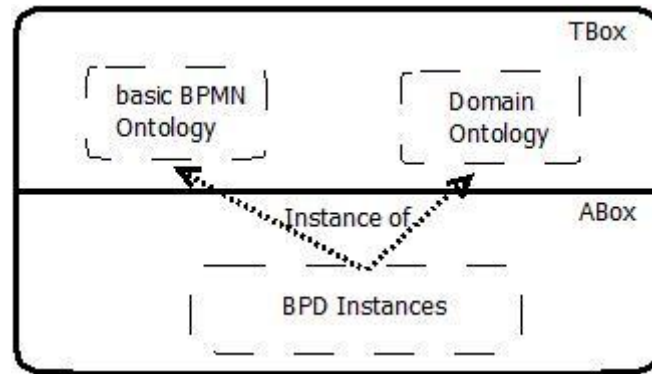 TBox
basic BPMN
Ontology
Domain
Ontology
Instance of
ABox
BPD Instances